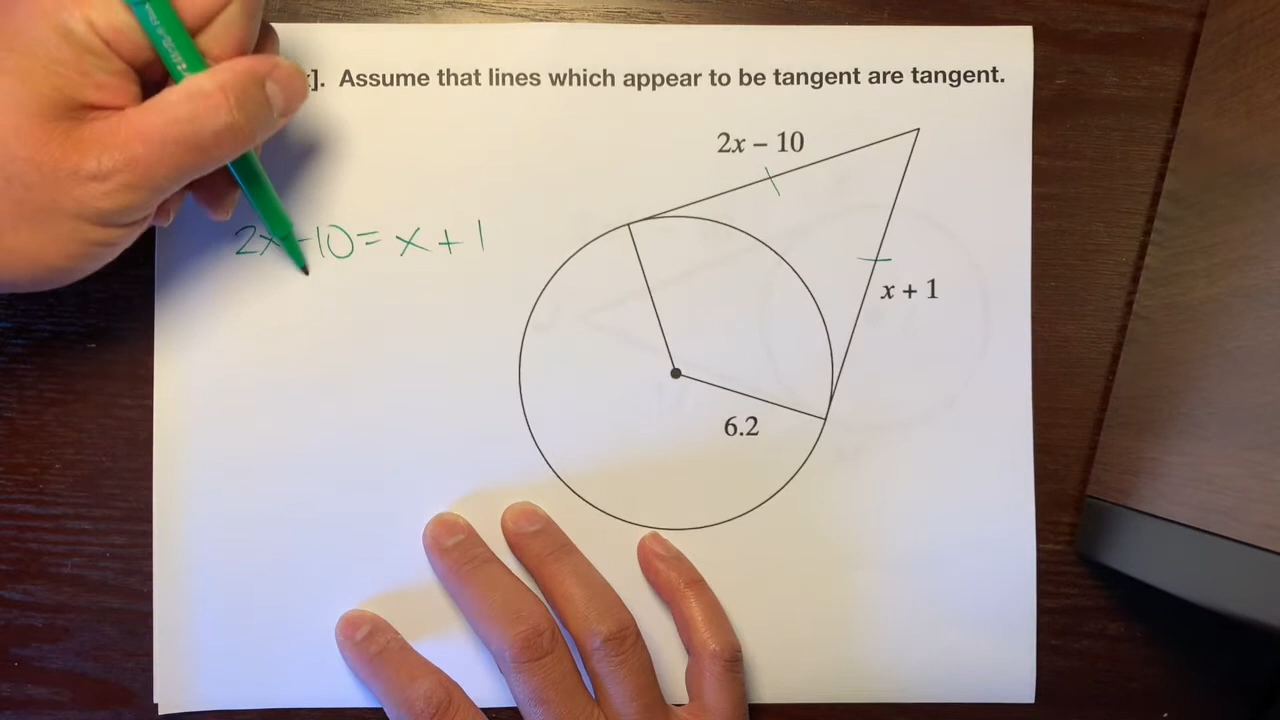 ]. Assume that lines which appear to be tangent are tangent.
2x – 10
2x-10=x+1
x + 1
6.2